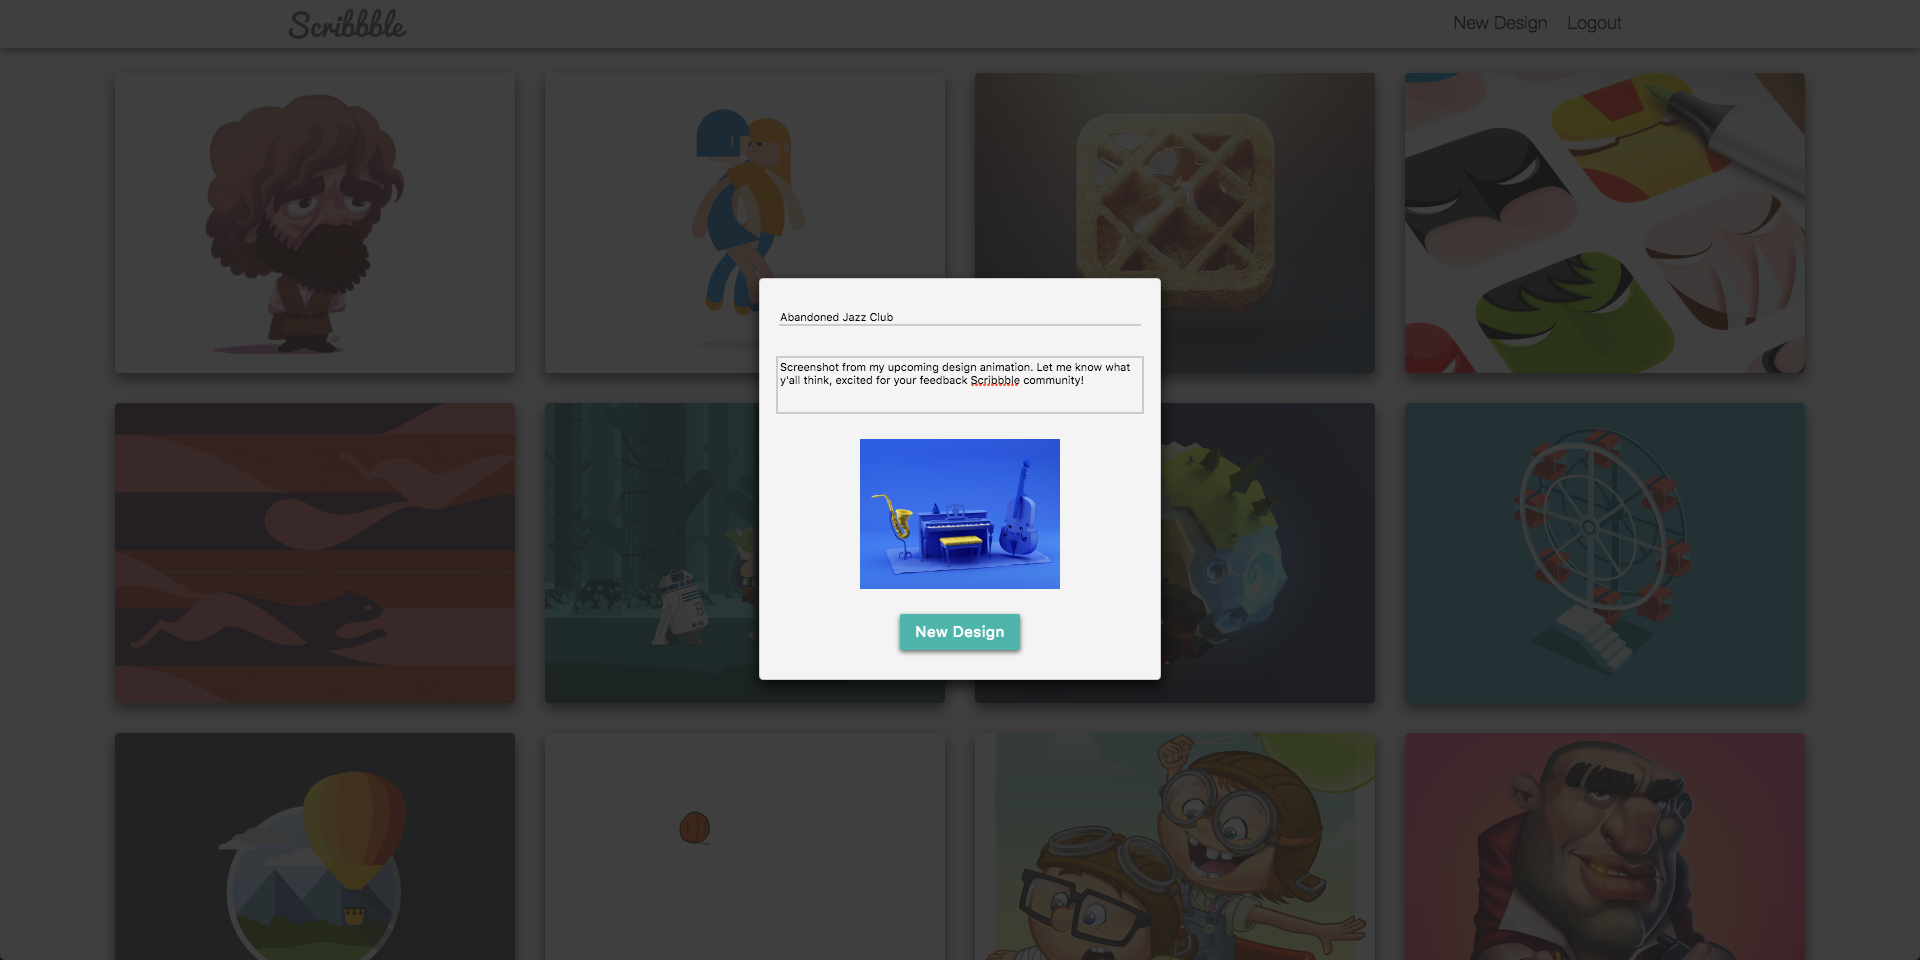 Scribbble
New Design Logout
Abandoned Jazz Club
Screenshot from my upcoming design animation. Let me know what
y'all think, excited for your feedback Scribbble community!
New Design